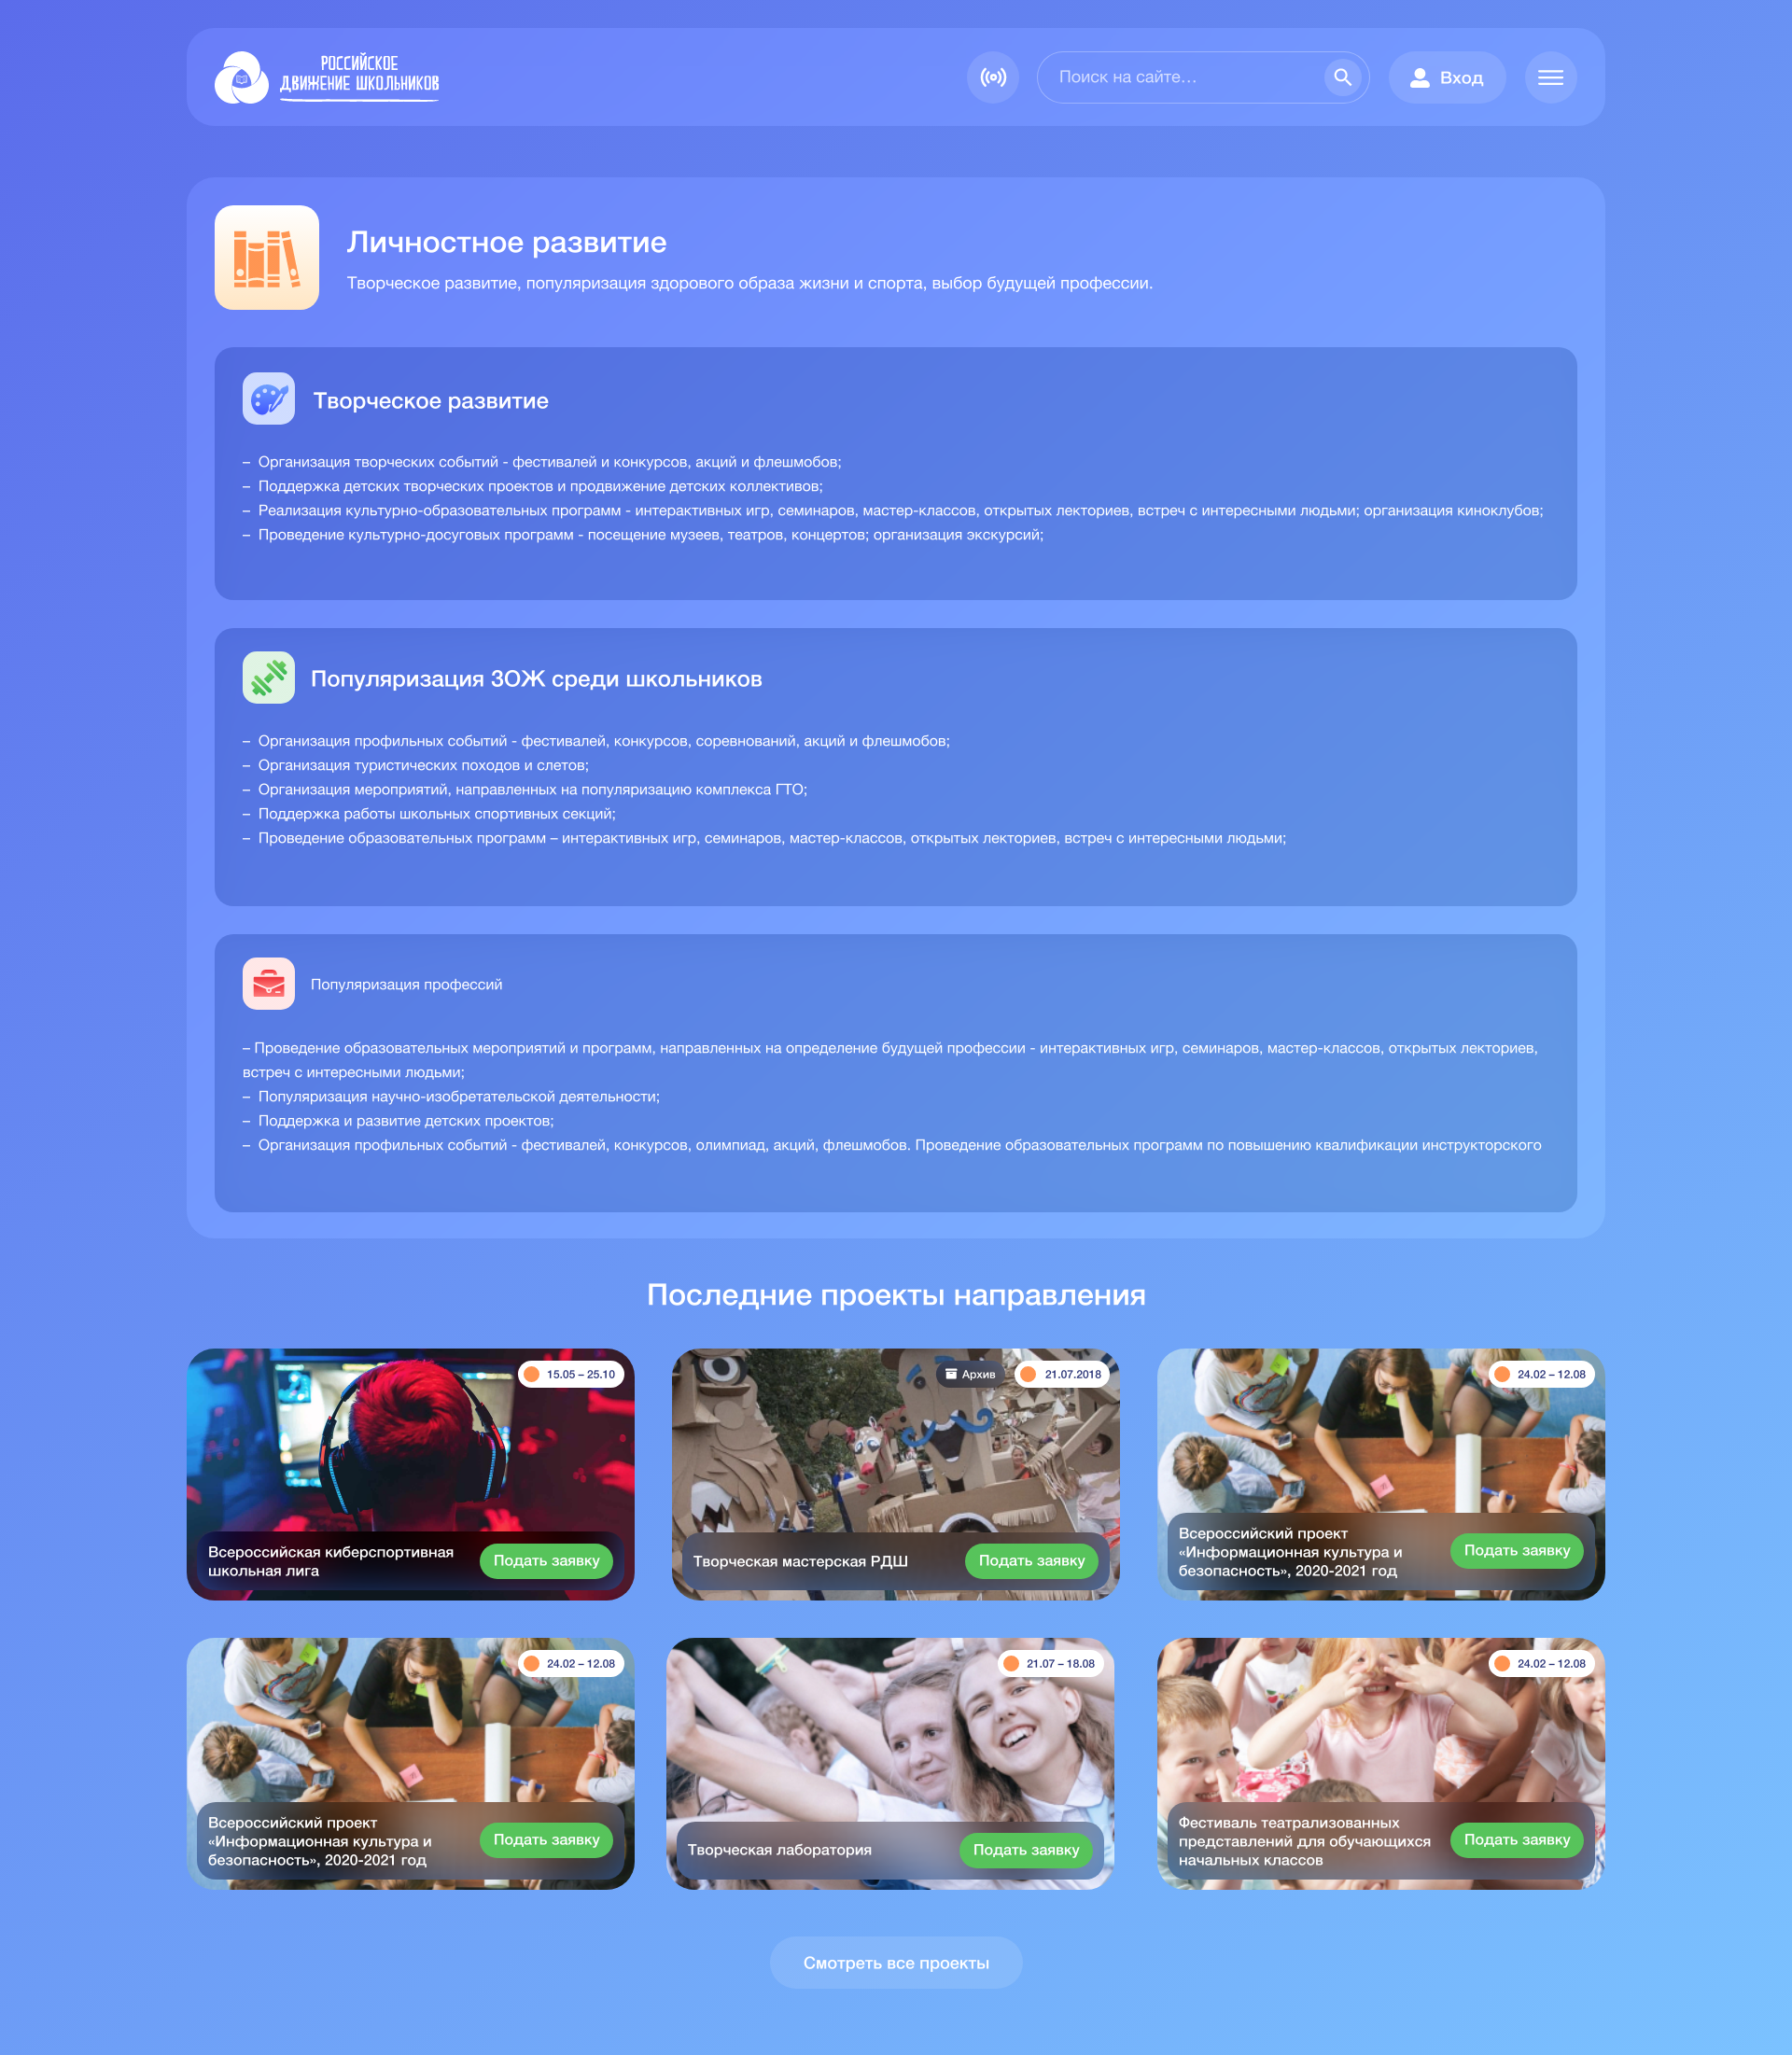 РОССИЙСКОЕ
ДВИЖЕНИЕ ШКОЛЬНИКОВ
Поиск на сайте...
Вход
Личностное развитие
Творческое развитие, популяризация здорового образа жизни и спорта, выбор будущей профессии.
Творческое развитие
– Организация творческих событий - фестивалей и конкурсов, акций и флешмобов;
– Поддержка детских творческих проектов и продвижение детских коллективов;
– Реализация культурно-образовательных программ - интерактивных игр, семинаров, мастер-классов, открытых лекториев, встреч с интересными людьми; организация киноклубов;
– Проведение культурно-досуговых программ - посещение музеев, театров, концертов; организация экскурсий;
Популяризация ЗОЖ среди школьников
– Организация профильных событий - фестивалей, конкурсов, соревнований, акций и флешмобов;
– Организация туристических походов и слетов;
– Организация мероприятий, направленных на популяризацию комплекса ГТО;
– Поддержка работы школьных спортивных секций;
– Проведение образовательных программ – интерактивных игр, семинаров, мастер-классов, открытых лекториев, встреч с интересными людьми;
Популяризация профессий
– Проведение образовательных мероприятий и программ, направленных на определение будущей профессии - интерактивных игр, семинаров, мастер-классов, открытых лекториев,
встреч с интересными людьми;
– Популяризация научно-изобретательской деятельности;
– Поддержка и развитие детских проектов;
– Организация профильных событий - фестивалей, конкурсов, олимпиад, акций, флешмобов. Проведение образовательных программ по повышению квалификации инструкторского
Последние проекты направления
15.05 – 25.10
Всероссийская киберспортивная
школьная лига
Подать заявку
Архив
21.07.2018
Творческая мастерская РДШ
Подать заявку
24.02 – 12.08
Всероссийский проект
«Информационная культура и
безопасность», 2020-2021 год
Подать заявку
24.02 – 12.08
Всероссийский проект
«Информационная культура и
безопасность», 2020-2021 год
Подать заявку
21.07 – 18.08
Творческая лаборатория
Подать заявку
24.02 – 12.08
Фестиваль театрализованных
представлений для обучающихся
начальных классов
Подать заявку
Смотреть все проекты